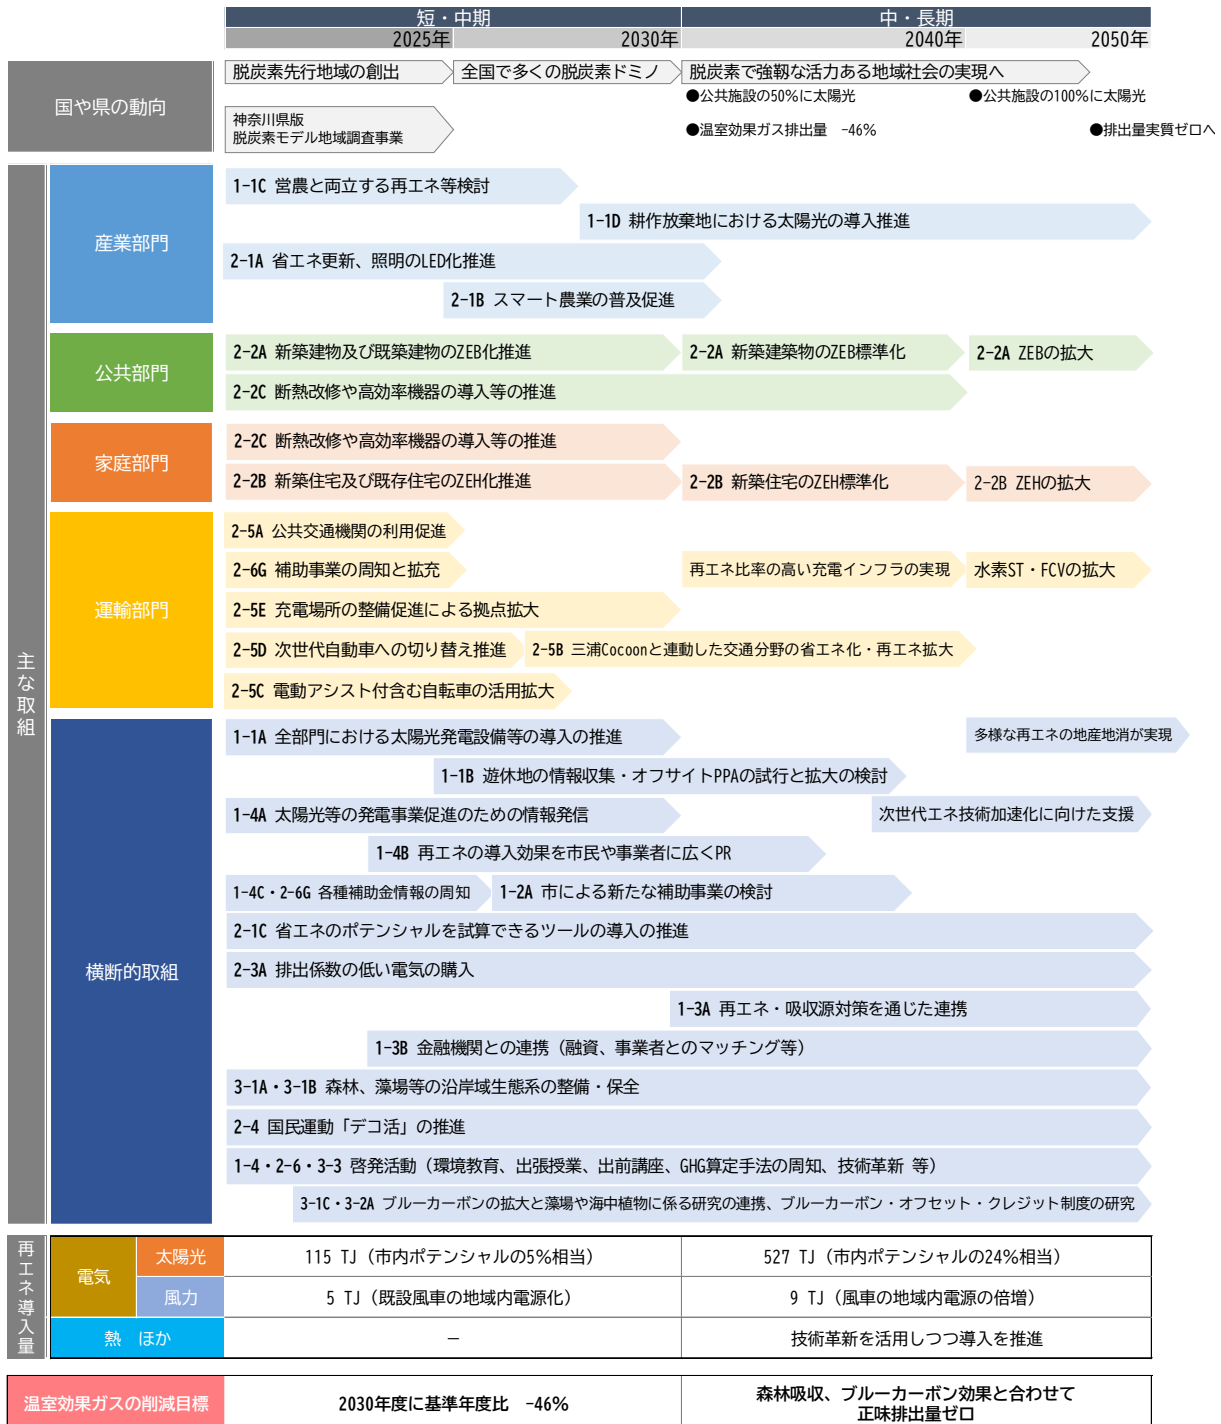 短・中期
中・長期
2025年
2030年
2040年
2050年
国や県の動向
脱炭素先行地域の創出
全国で多くの脱炭素ドミノ
脱炭素で強靱な活力ある地域社会の実現へ
●公共施設の50%に太陽光
●公共施設の100%に太陽光
神奈川県版
脱炭素モデル地域調査事業
●温室効果ガス排出量 -46%
●排出量実質ゼロへ
主な取組
産業部門
1-1C 営農と両立する再エネ等検討
1-1D 耕作放棄地における太陽光の導入推進
2-1A 省エネ更新、照明のLED化推進
2-1B スマート農業の普及促進
公共部門
2-2A 新築建物及び既築建物のZEB化推進
2-2A 新築建築物のZEB標準化
2-2A ZEBの拡大
2-2C 断熱改修や高効率機器の導入等の推進
家庭部門
2-2C 断熱改修や高効率機器の導入等の推進
2-2B 新築住宅及び既存住宅のZEH化推進
2-2B 新築住宅のZEH標準化
2-2B ZEHの拡大
運輸部門
2-5A 公共交通機関の利用促進
2-6G 補助事業の周知と拡充
再エネ比率の高い充電インフラの実現
水素ST・FCVの拡大
2-5E 充電場所の整備促進による拠点拡大
2-5D 次世代自動車への切り替え推進
2-5B 三浦Cocoonと連動した交通分野の省エネ化・再エネ拡大
2-5C 電動アシスト付含む自転車の活用拡大
横断的取組
1-1A 全部門における太陽光発電設備等の導入の推進
多様な再エネの地産地消が実現
1-1B 遊休地の情報収集・オフサイトPPAの試行と拡大の検討
1-4A 太陽光等の発電事業促進のための情報発信
次世代エネ技術加速化に向けた支援
1-4B 再エネの導入効果を市民や事業者に広くPR
1-4C・2-6G 各種補助金情報の周知
1-2A 市による新たな補助事業の検討
2-1C 省エネのポテンシャルを試算できるツールの導入の推進
2-3A 排出係数の低い電気の購入
1-3A 再エネ・吸収源対策を通じた連携
1-3B 金融機関との連携（融資、事業者とのマッチング等）
3-1A・3-1B 森林、藻場等の沿岸域生態系の整備・保全
2-4 国民運動「デコ活」の推進
1-4・2-6・3-3 啓発活動（環境教育、出張授業、出前講座、GHG算定手法の周知、技術革新 等）
3-1C・3-2A ブルーカーボンの拡大と藻場や海中植物に係る研究の連携、ブルーカーボン・オフセット・クレジット制度の研究
再エネ導入量
電気
太陽光
115 TJ（市内ポテンシャルの5%相当）
527 TJ（市内ポテンシャルの24%相当）
風力
5 TJ（既設風車の地域内電源化）
9 TJ（風車の地域内電源の倍増）
熱 ほか
－
技術革新を活用しつつ導入を推進
温室効果ガスの削減目標
2030年度に基準年度比 -46%
森林吸収、ブルーカーボン効果と合わせて
正味排出量ゼロ